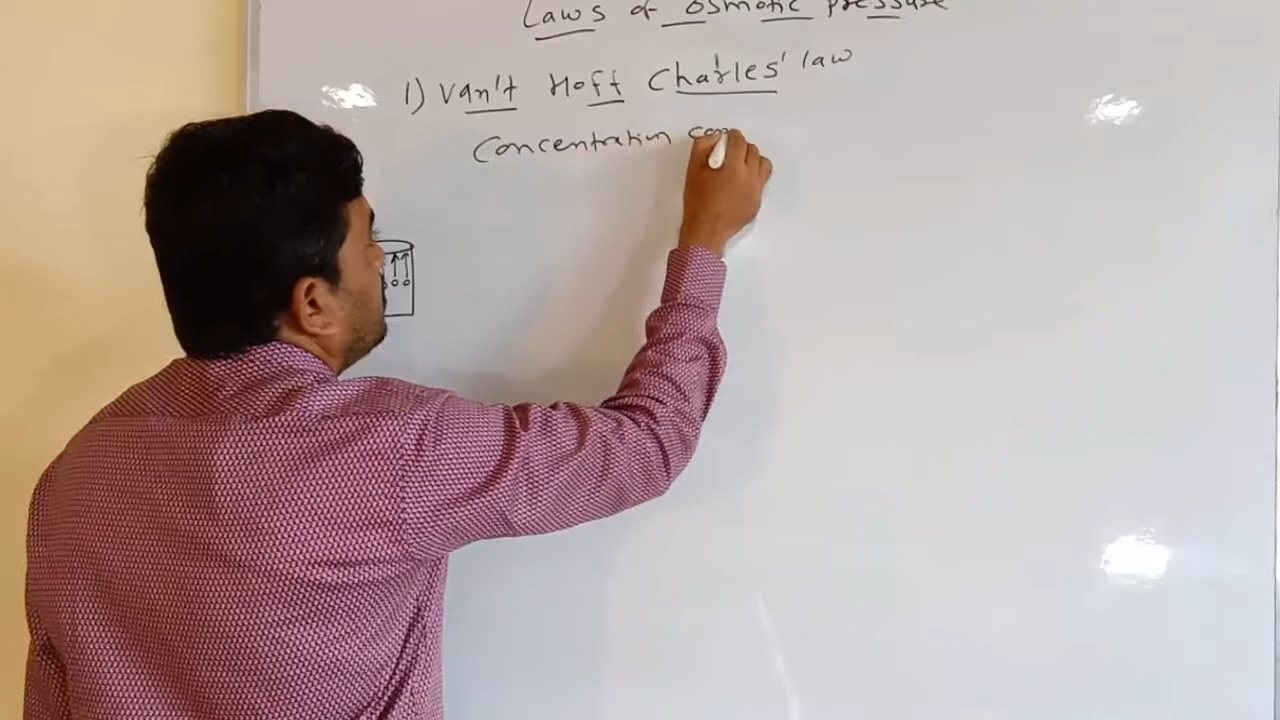 Laws of osmotic pressure
1) Van't Hoff Charles' law
Concentration con